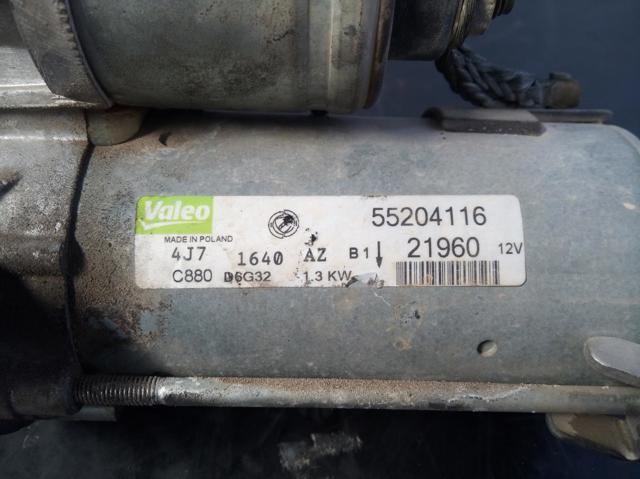 Valeo 55204116
MADE IN POLAND
4J7 1640 AZ B1 21960 12V
C880 D6G32 1.3 KW